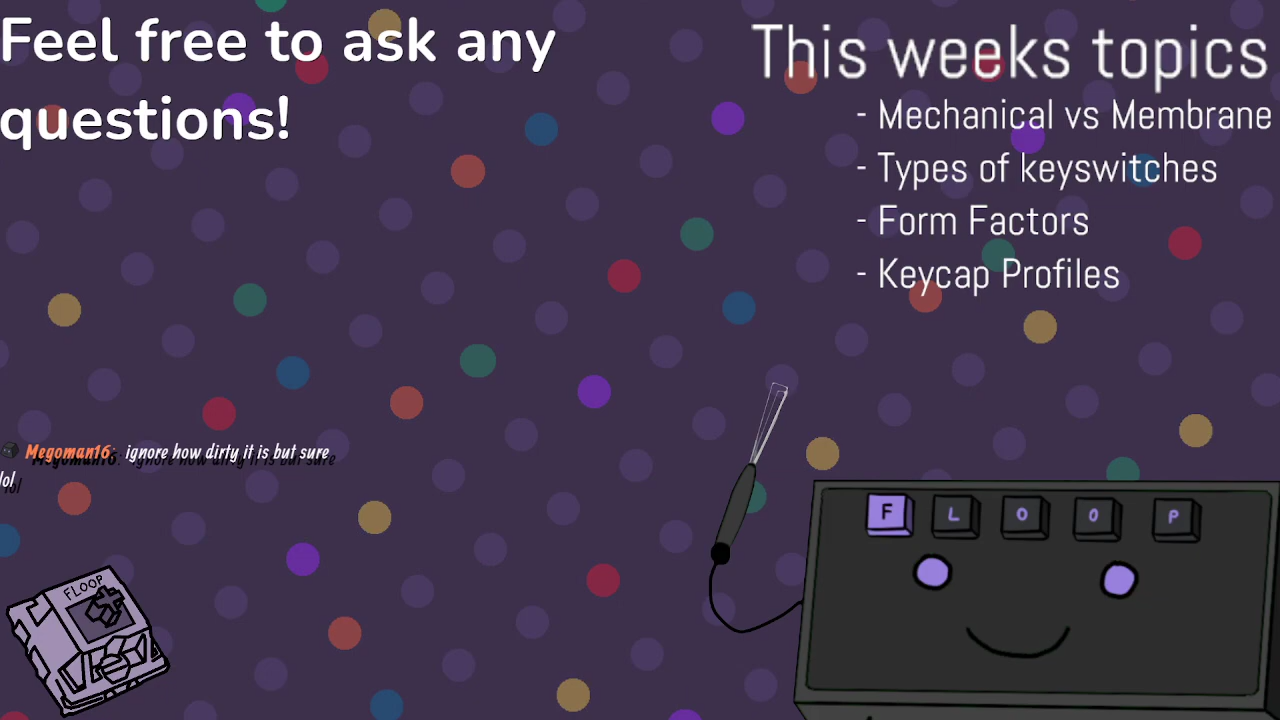 Feel free to ask any
questions!
This weeks topics
- Mechanical vs Membrane
- Types of keyswitches
- Form Factors
- Keycap Profiles
Megoman16: ignore how dirty it is but sure
lol
F L O O P
FLOOP